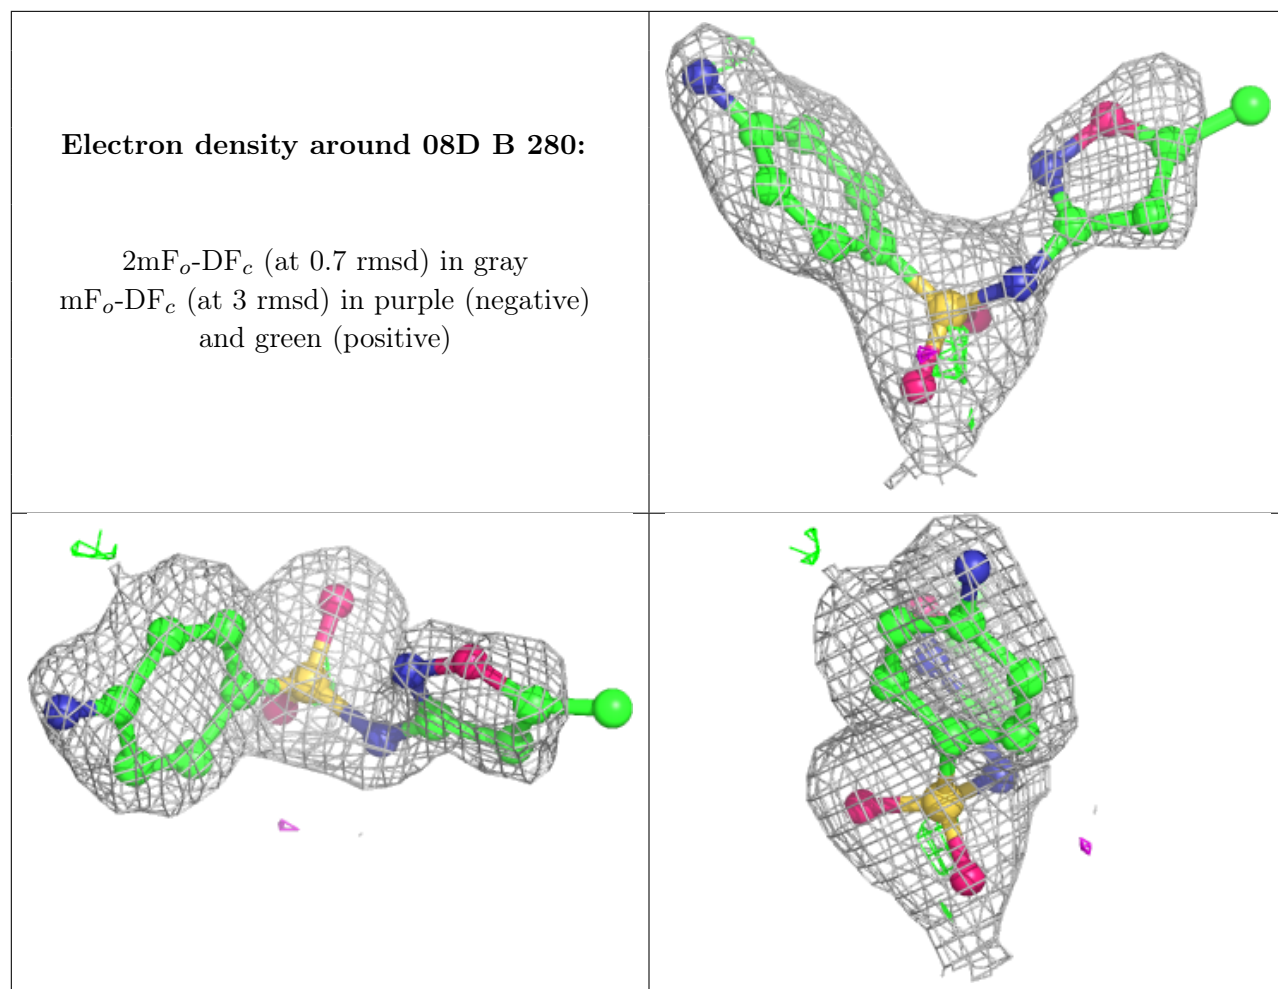 Electron density around 08D B 280:
2mFo-DFc (at 0.7 rmsd) in gray
mFo-DFc (at 3 rmsd) in purple (negative)
and green (positive)